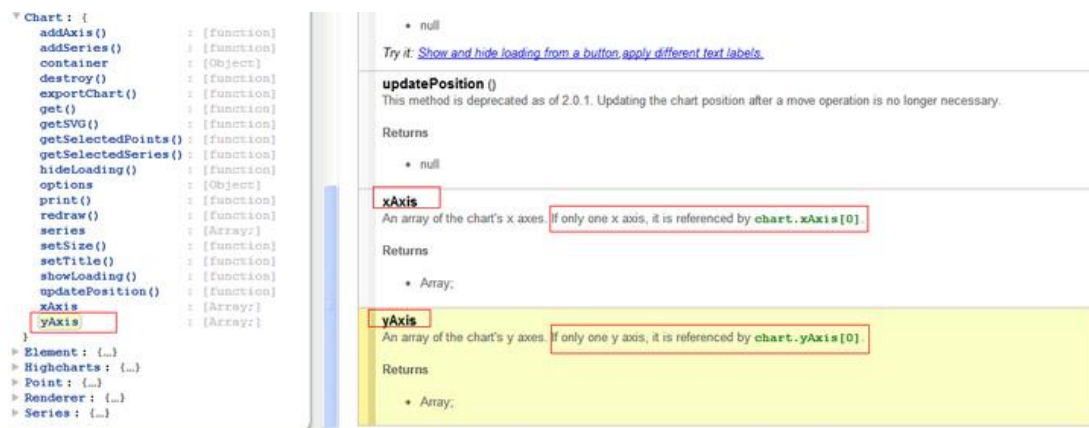 Chart : {
addAxis() : [function]
addSeries() : [function]
container : [Object]
destroy() : [function]
exportChart() : [function]
get() : [function]
getSVG() : [function]
getSelectedPoints() : [function]
getSelectedSeries() : [function]
hideLoading() : [function]
options : [Object]
print() : [function]
redraw() : [function]
series : [Array;]
setSize() : [function]
setTitle() : [function]
showLoading() : [function]
updatePosition() : [function]
xAxis : [Array;]
yAxis : [Array;]
}
Element : {...}
Highcharts : {...}
Point : {...}
Renderer : {...}
Series : {...}
• null
Try it: Show and hide loading from a button,apply different text labels.
updatePosition ()
This method is deprecated as of 2.0.1. Updating the chart position after a move operation is no longer necessary.
Returns
• null
xAxis
An array of the chart's x axes. If only one x axis, it is referenced by chart.xAxis[0].
Returns
• Array;
yAxis
An array of the chart's y axes. If only one y axis, it is referenced by chart.yAxis[0].
Returns
• Array;